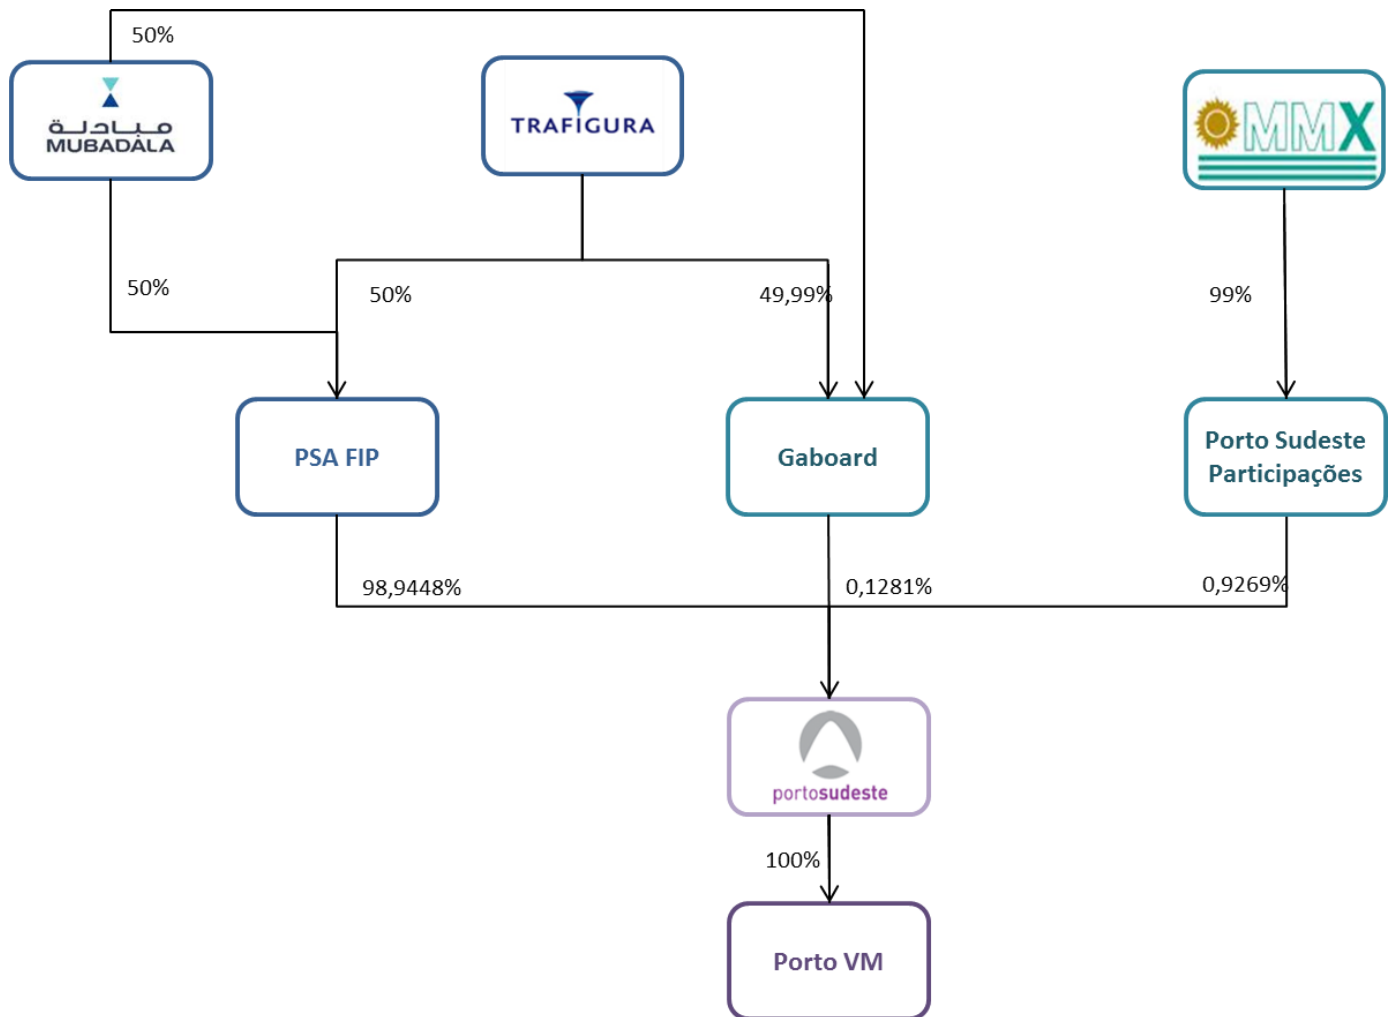 50%
مبادلة
MUBADALA
TRAFIGURA
MMX
50%
50%
49,99%
99%
PSA FIP
Gaboard
Porto Sudeste
Participações
98,9448%
0,1281%
0,9269%
portosudeste
100%
Porto VM